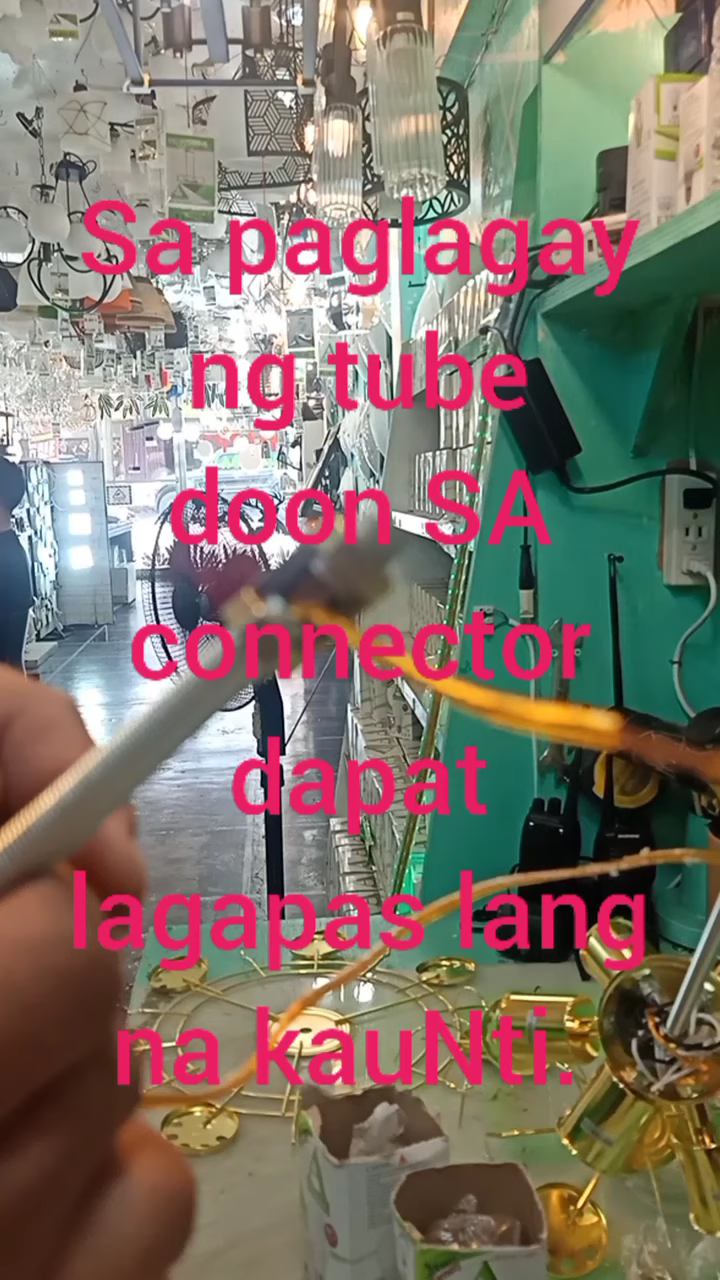 Sa paglagay
ng tube
doon SA
connector
dapat
lagapas lang
na kauNti.